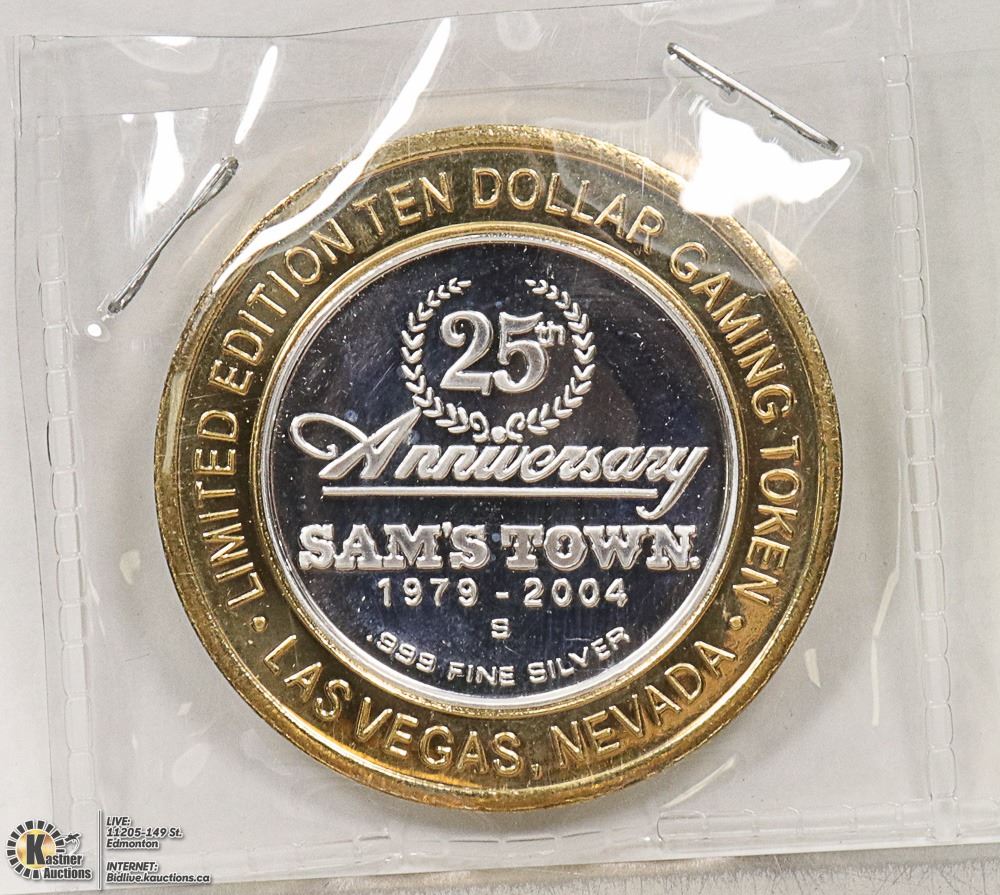 LIMITED EDITION TEN DOLLAR GAMING TOKEN
25th
Anniversary
SAM'S TOWN.
1979 - 2004
S
.999 FINE SILVER
• LAS VEGAS, NEVADA •
Kastner
Auctions
LIVE:
11205-149 St.
Edmonton
INTERNET:
Bidlive.kauctions.ca